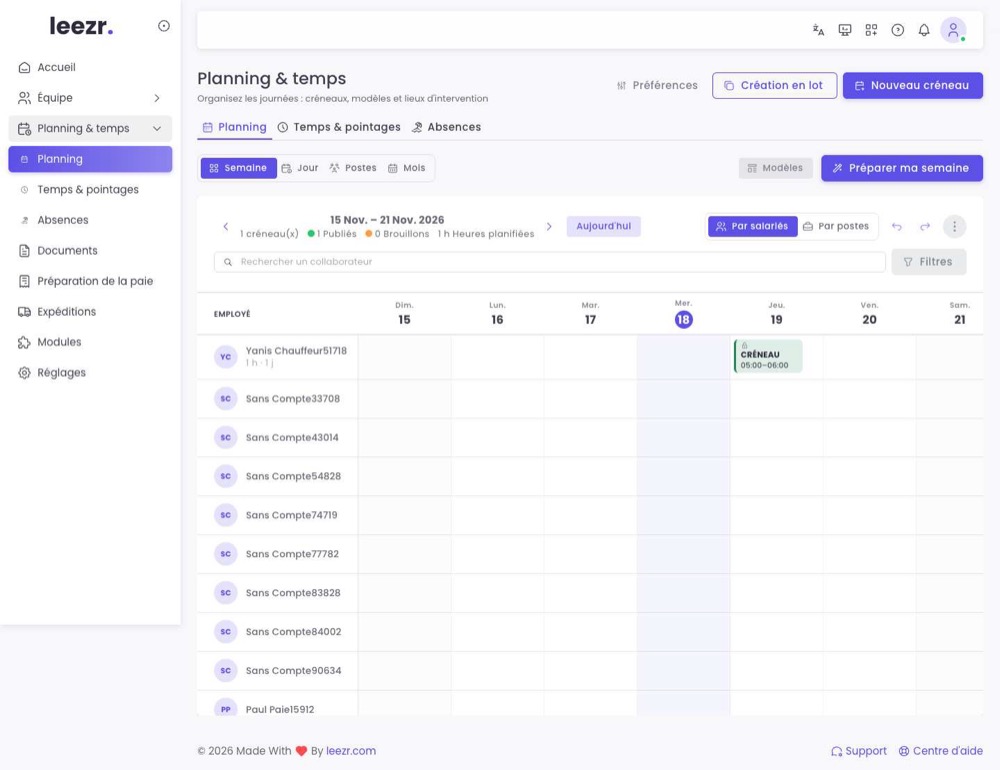 leezr.
Accueil
Équipe
Planning & temps
Planning
Temps & pointages
Absences
Documents
Préparation de la paie
Expéditions
Modules
Réglages
Planning & temps
Organisez les journées : créneaux, modèles et lieux d'intervention
Préférences
Création en lot
Nouveau créneau
Planning Temps & pointages Absences
Semaine Jour Postes Mois
Modèles
Préparer ma semaine
15 Nov. – 21 Nov. 2026
1 créneau(x) 1 Publiés 0 Brouillons 1 h Heures planifiées
Aujourd'hui
Par salariés Par postes
Rechercher un collaborateur
Filtres
EMPLOYÉ
Dim. 15
Lun. 16
Mar. 17
Mer. 18
Jeu. 19
Ven. 20
Sam. 21
YC Yanis Chauffeur51718
1 h · 1 j
CRÉNEAU
05:00–06:00
SC Sans Compte33708
SC Sans Compte43014
SC Sans Compte54828
SC Sans Compte74719
SC Sans Compte77782
SC Sans Compte83828
SC Sans Compte84002
SC Sans Compte90634
PP Paul Paie15912
© 2026 Made With ❤ By leezr.com
Support
Centre d'aide